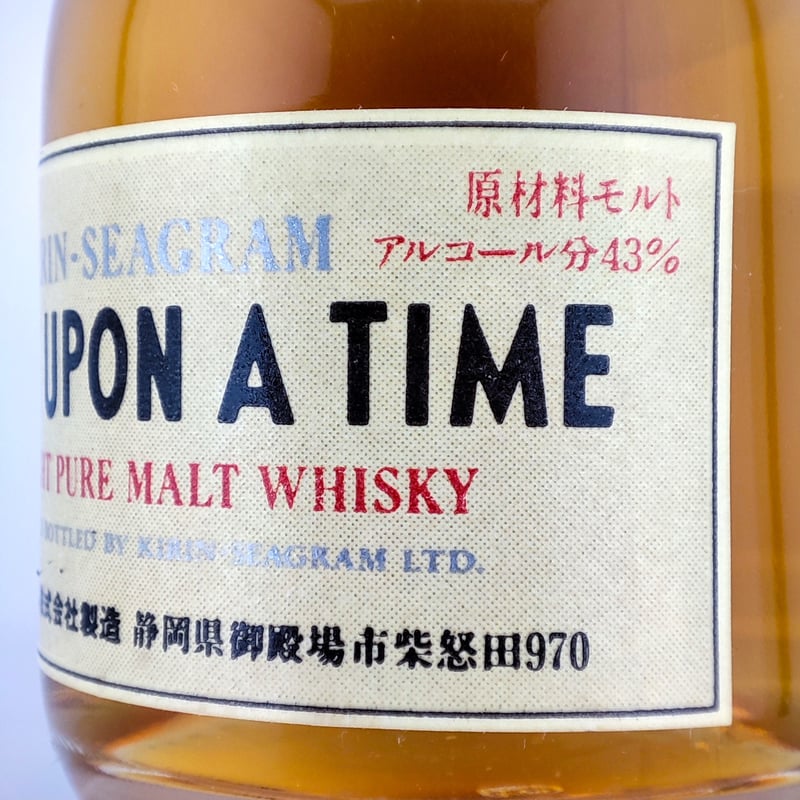 原材料モルト
RIN-SEAGRAM
アルコール分43%
UPON A TIME
HT PURE MALT WHISKY
BOTTLED BY KIRIN-SEAGRAM LTD.
式会社製造 静岡県御殿場市柴怒田970